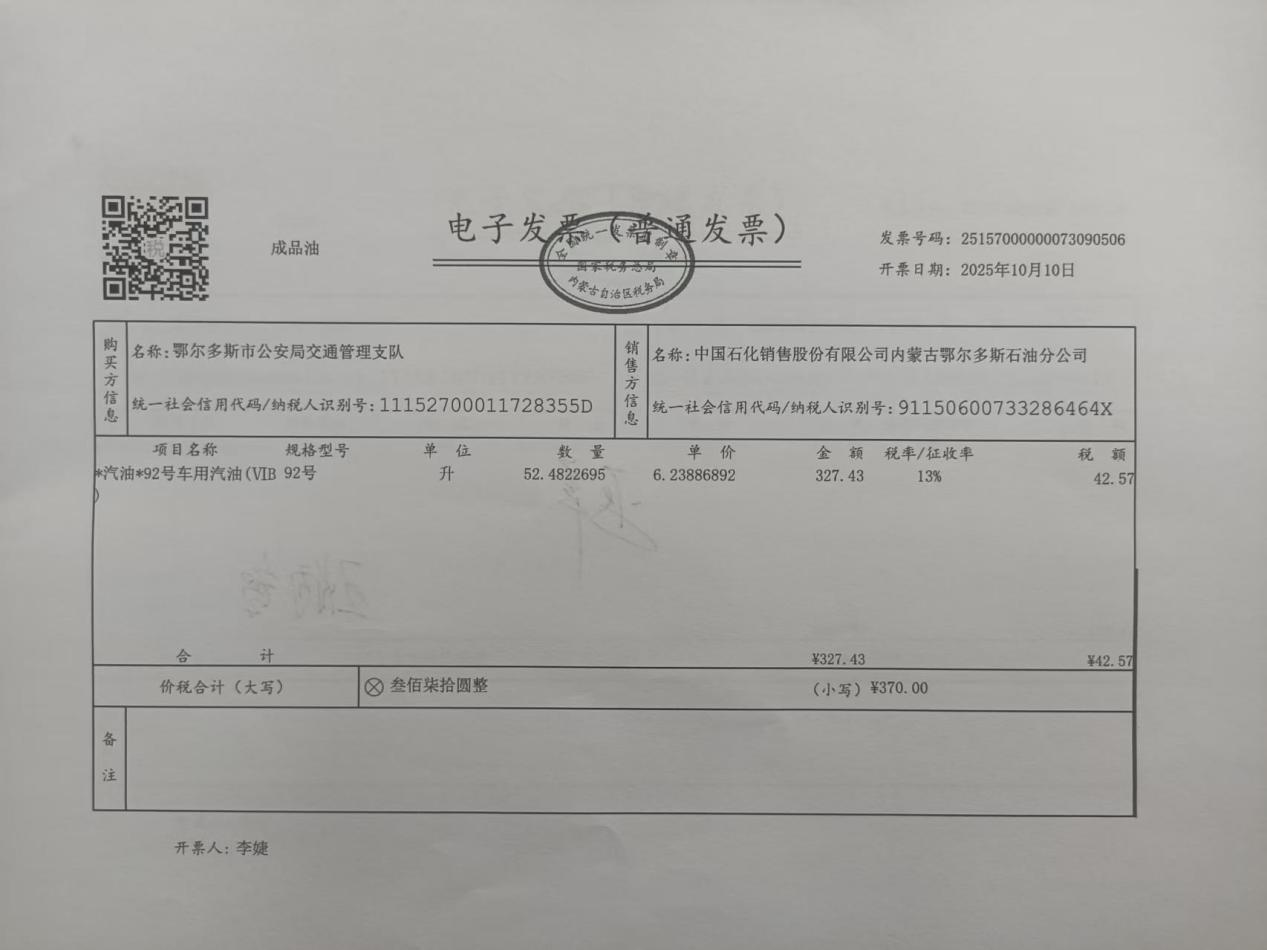 电子发票（普通发票）
全国统一发票监制章
国家税务总局
内蒙古自治区税务局
税
成品油
发票号码：25157000000073090506
开票日期：2025年10月10日
购买方信息
名称：鄂尔多斯市公安局交通管理支队
统一社会信用代码/纳税人识别号：11152700011728355D
销售方信息
名称：中国石化销售股份有限公司内蒙古鄂尔多斯石油分公司
统一社会信用代码/纳税人识别号：91150600733286464X
项目名称 规格型号 单位 数量 单价 金额 税率/征收率 税额
*汽油*92号车用汽油(VIB 92号 升 52.4822695 6.23886892 327.43 13% 42.57
)
合计 ¥327.43 ¥42.57
价税合计（大写） ⊗ 叁佰柒拾圆整 （小写）¥370.00
备注
开票人：李婕